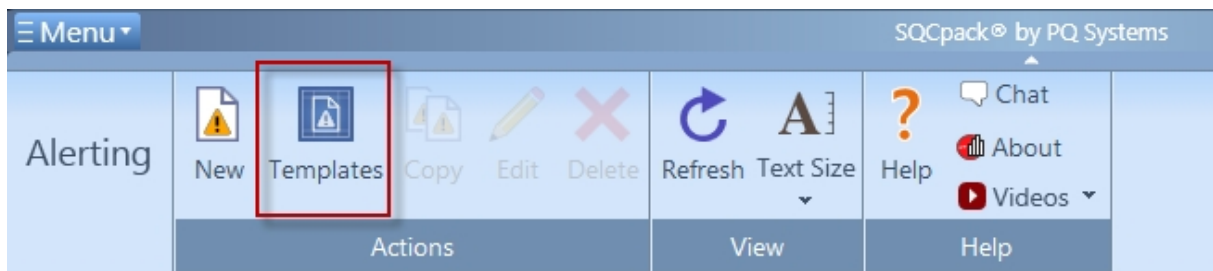 Menu
SQCpack® by PQ Systems
Alerting
New
Templates
Copy
Edit
Delete
Refresh
Text Size
Help
Chat
About
Videos
Actions
View
Help